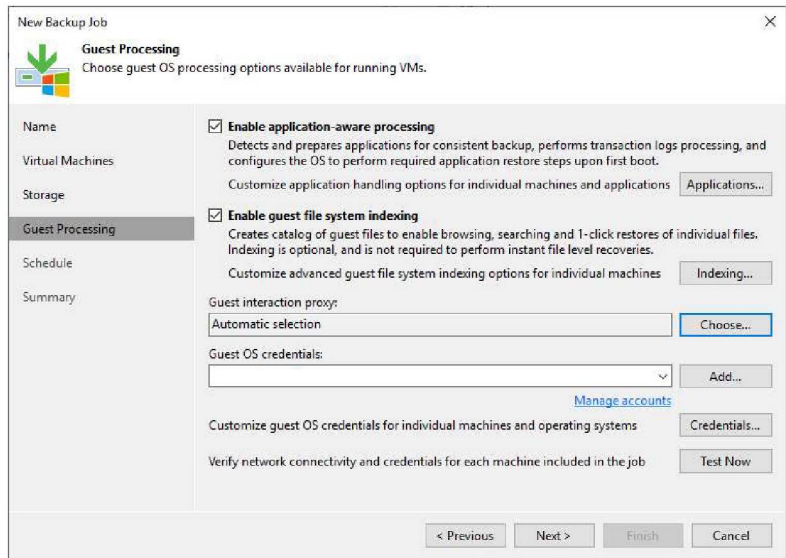 New Backup Job
Guest Processing
Choose guest OS processing options available for running VMs.
Name
Virtual Machines
Storage
Guest Processing
Schedule
Summary
Enable application-aware processing
Detects and prepares applications for consistent backup, performs transaction logs processing, and
configures the OS to perform required application restore steps upon first boot.
Customize application handling options for individual machines and applications
Applications...
Enable guest file system indexing
Creates catalog of guest files to enable browsing, searching and 1-click restores of individual files.
Indexing is optional, and is not required to perform instant file level recoveries.
Customize advanced guest file system indexing options for individual machines
Indexing...
Guest interaction proxy:
Automatic selection
Choose...
Guest OS credentials:
Add...
Manage accounts
Customize guest OS credentials for individual machines and operating systems
Credentials...
Verify network connectivity and credentials for each machine included in the job
Test Now
< Previous
Next >
Finish
Cancel